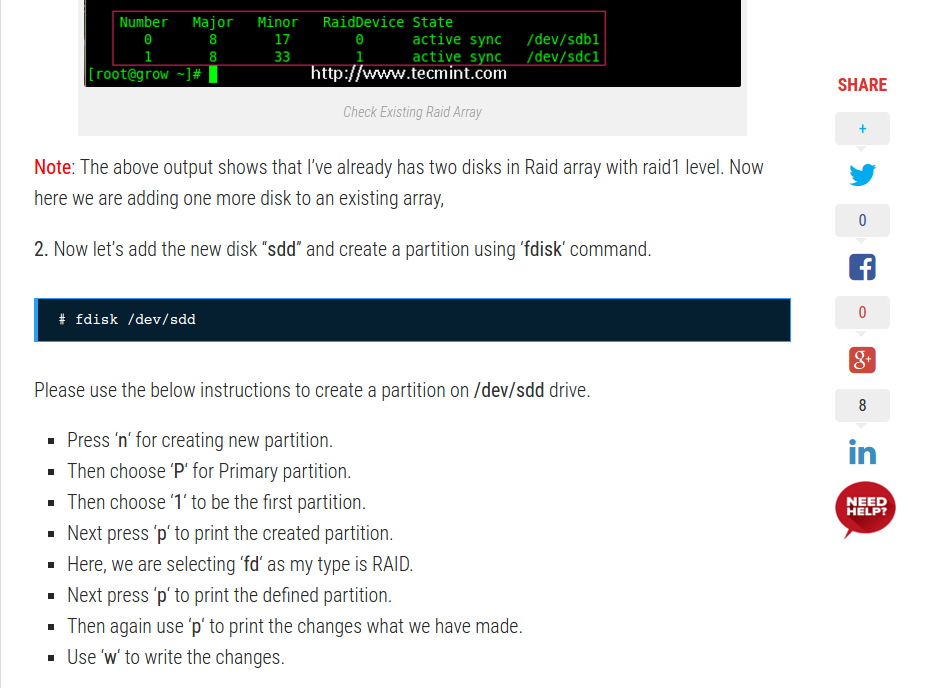 Number Major Minor RaidDevice State
0 8 17 0 active sync /dev/sdb1
1 8 33 1 active sync /dev/sdc1
[root@grow ~]#
http://www.tecmint.com
Check Existing Raid Array
Note: The above output shows that I’ve already has two disks in Raid array with raid1 level. Now
here we are adding one more disk to an existing array,
2. Now let’s add the new disk “sdd” and create a partition using ‘fdisk‘ command.
# fdisk /dev/sdd
Please use the below instructions to create a partition on /dev/sdd drive.
▪ Press ‘n‘ for creating new partition.
▪ Then choose ‘P‘ for Primary partition.
▪ Then choose ‘1‘ to be the first partition.
▪ Next press ‘p‘ to print the created partition.
▪ Here, we are selecting ‘fd‘ as my type is RAID.
▪ Next press ‘p‘ to print the defined partition.
▪ Then again use ‘p‘ to print the changes what we have made.
▪ Use ‘w‘ to write the changes.
SHARE
+
0
f
0
g+
8
in
NEED
HELP?